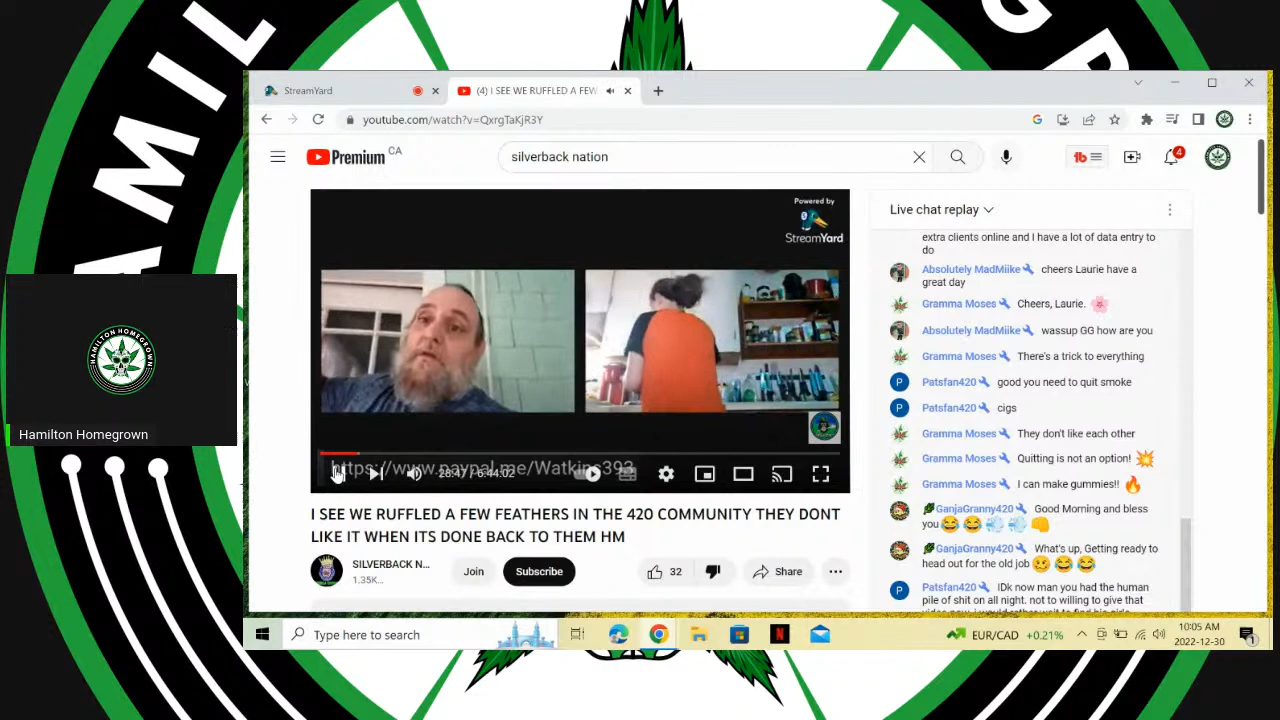 AMIL
GR
StreamYard
(4) I SEE WE RUFFLED A FEW
youtube.com/watch?v=QxrgTaKjR3Y
G
Premium CA
silverback nation
4
Powered by
StreamYard
https://www.paypal.me/Watkins393
28:47 / 6:44:02
I SEE WE RUFFLED A FEW FEATHERS IN THE 420 COMMUNITY THEY DONT
LIKE IT WHEN ITS DONE BACK TO THEM HM
SILVERBACK N...
1.35K...
Join
Subscribe
32
Share
Live chat replay
extra clients online and I have a lot of data entry to
do
Absolutely MadMiike cheers Laurie have a
great day
Gramma Moses Cheers, Laurie.
Absolutely MadMiike wassup GG how are you
Gramma Moses There's a trick to everything
P Patsfan420 good you need to quit smoke
P Patsfan420 cigs
Gramma Moses They don't like each other
Gramma Moses Quitting is not an option!
Gramma Moses I can make gummies!!
GanjaGranny420 Good Morning and bless
you
GanjaGranny420 What's up, Getting ready to
head out for the old job
P Patsfan420 IDk now man you had the human
pile of shit on all night. not to willing to give that
HAMILTON HOMEGROWN
Hamilton Homegrown
Type here to search
N
EUR/CAD +0.21%
10:05 AM
2022-12-30
1